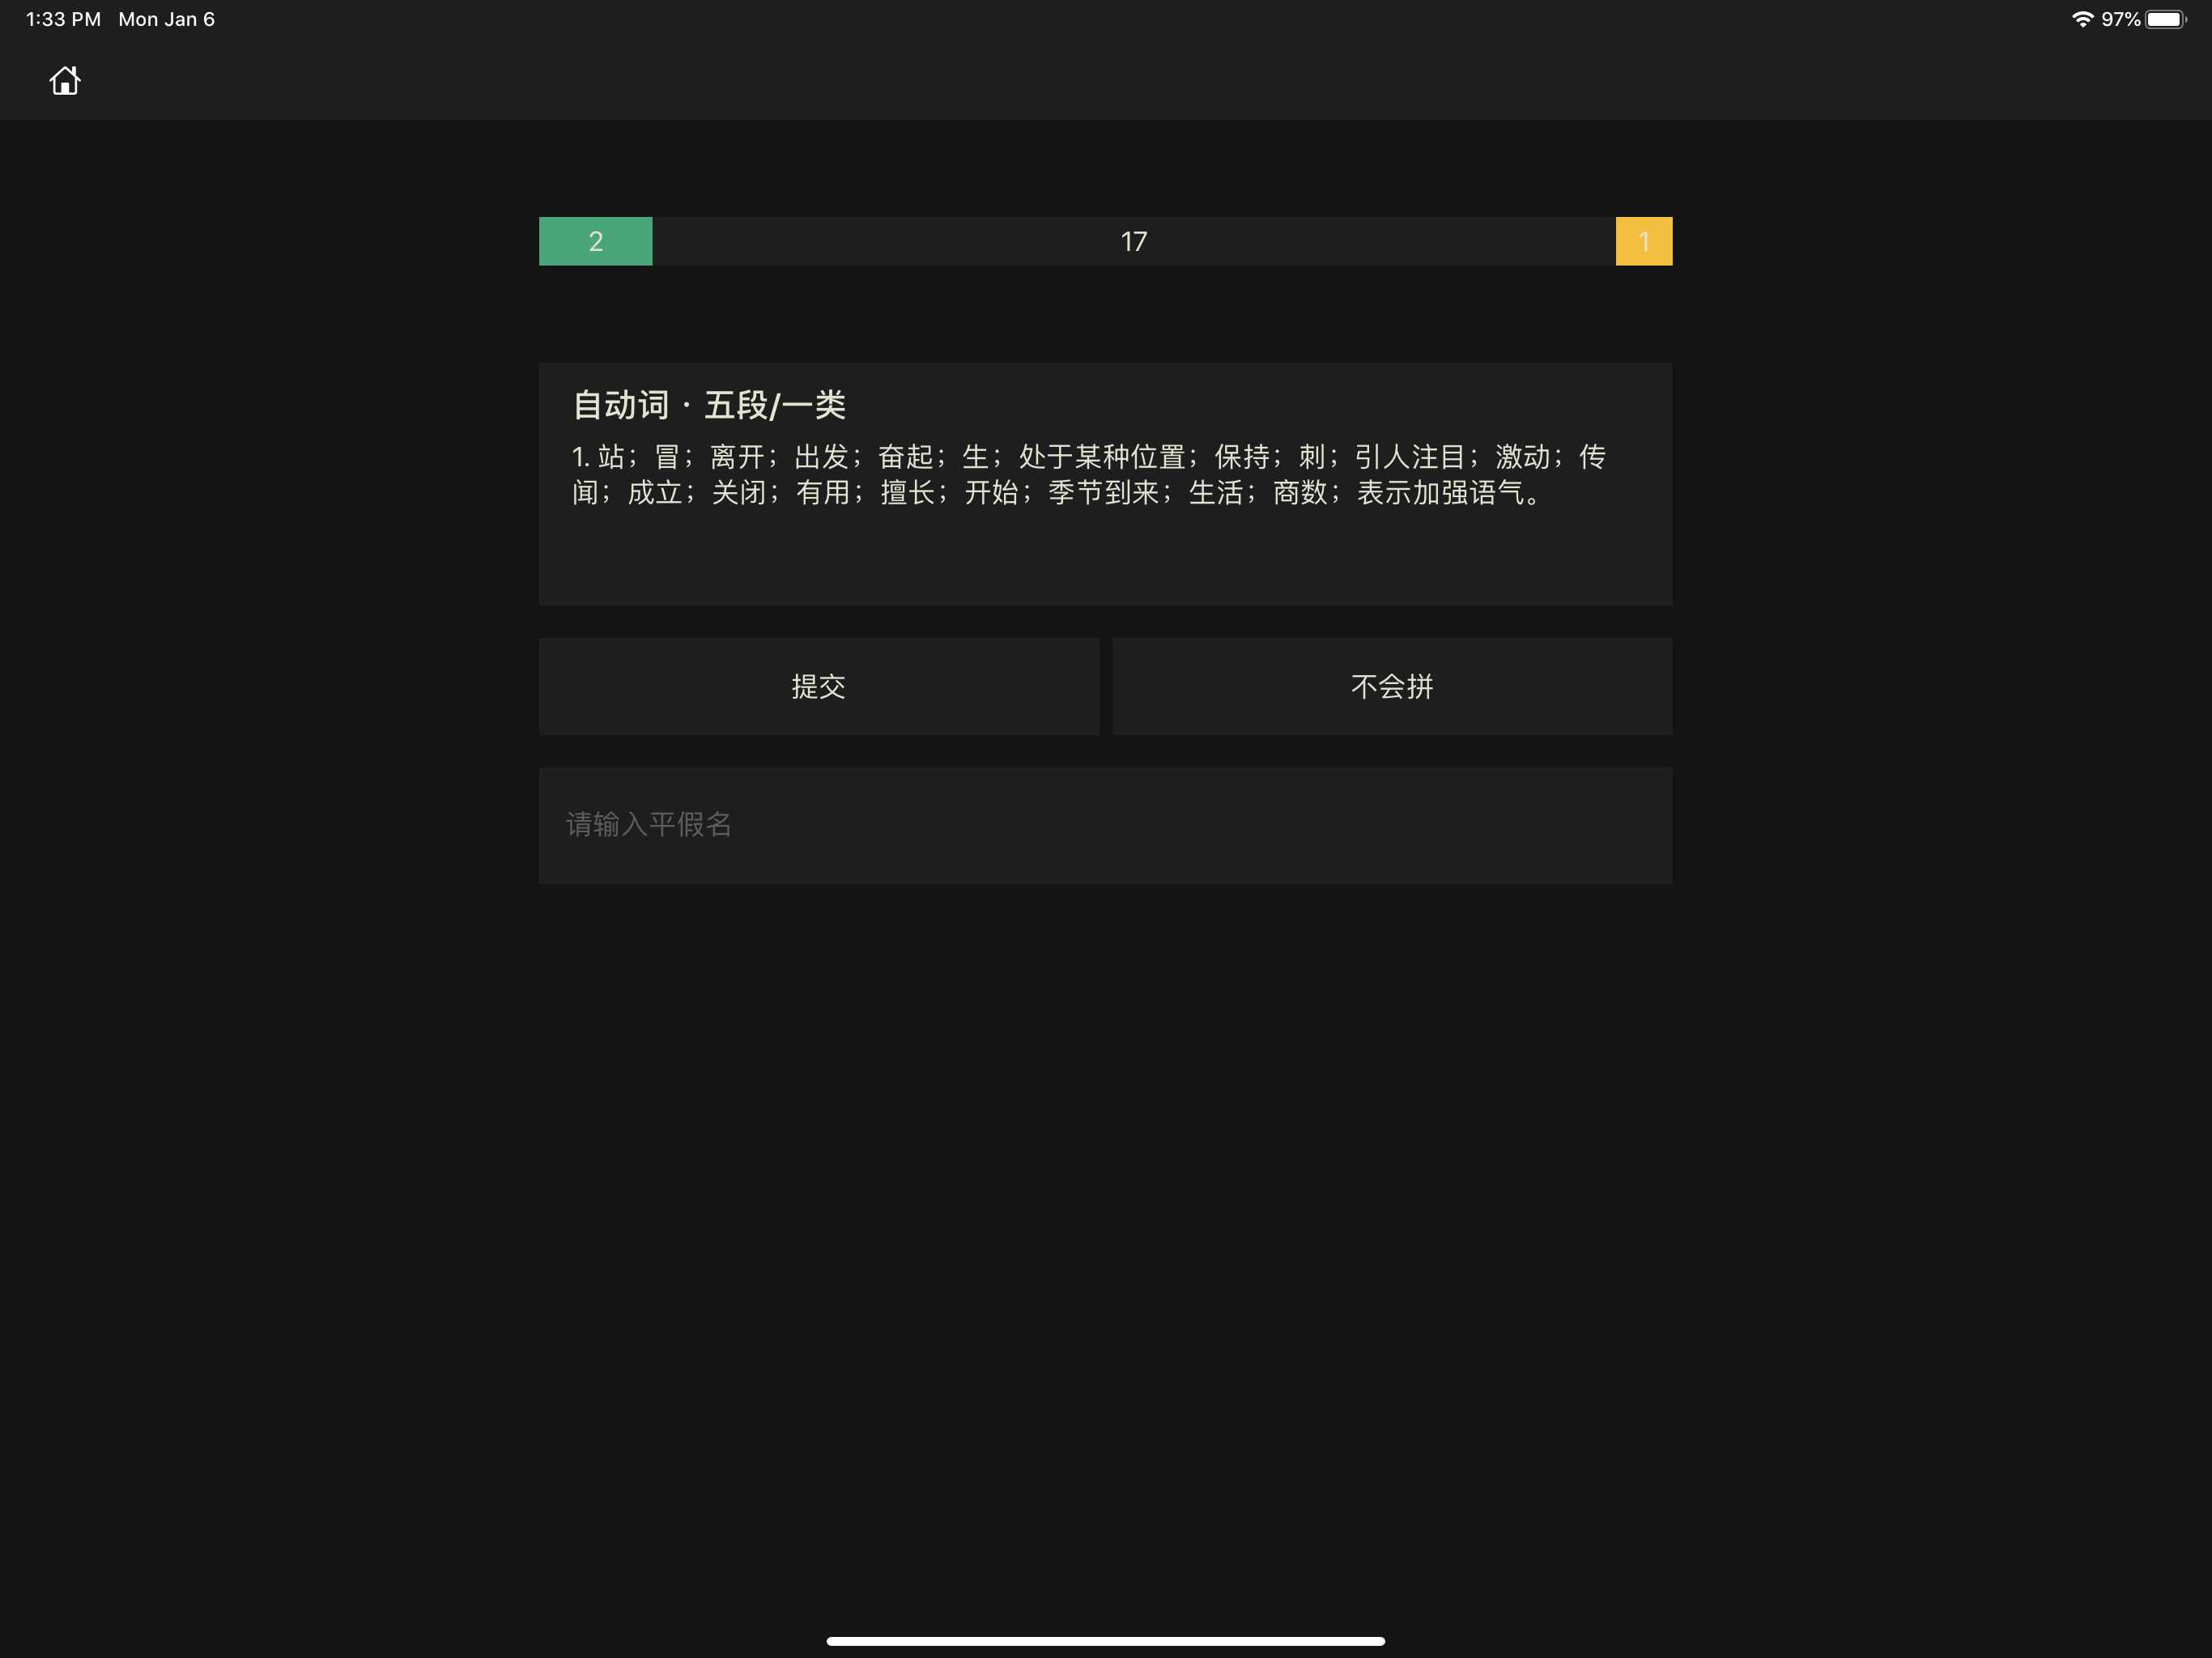 1:33 PM Mon Jan 6
97%
2
17
1
自动词 · 五段/一类
1. 站；冒；离开；出发；奋起；生；处于某种位置；保持；刺；引人注目；激动；传
闻；成立；关闭；有用；擅长；开始；季节到来；生活；商数；表示加强语气。
提交
不会拼
请输入平假名